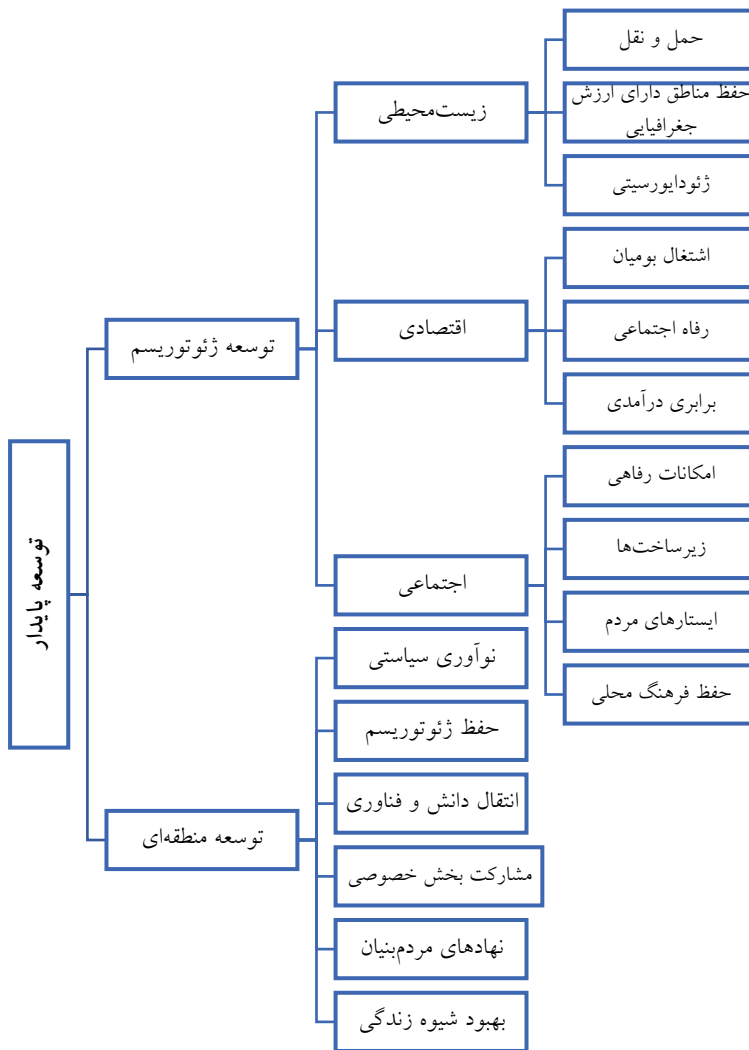 توسعه پایدار
توسعه ژئوتوریسم
زیست‌محیطی
حمل و نقل
حفظ مناطق دارای ارزش
جغرافیایی
ژئودایورسیتی
اقتصادی
اشتغال بومیان
رفاه اجتماعی
برابری درآمدی
اجتماعی
امکانات رفاهی
زیرساخت‌ها
ایستارهای مردم
حفظ فرهنگ محلی
توسعه منطقه‌ای
نوآوری سیاستی
حفظ ژئوتوریسم
انتقال دانش و فناوری
مشارکت بخش خصوصی
نهادهای مردم‌بنیان
بهبود شیوه زندگی